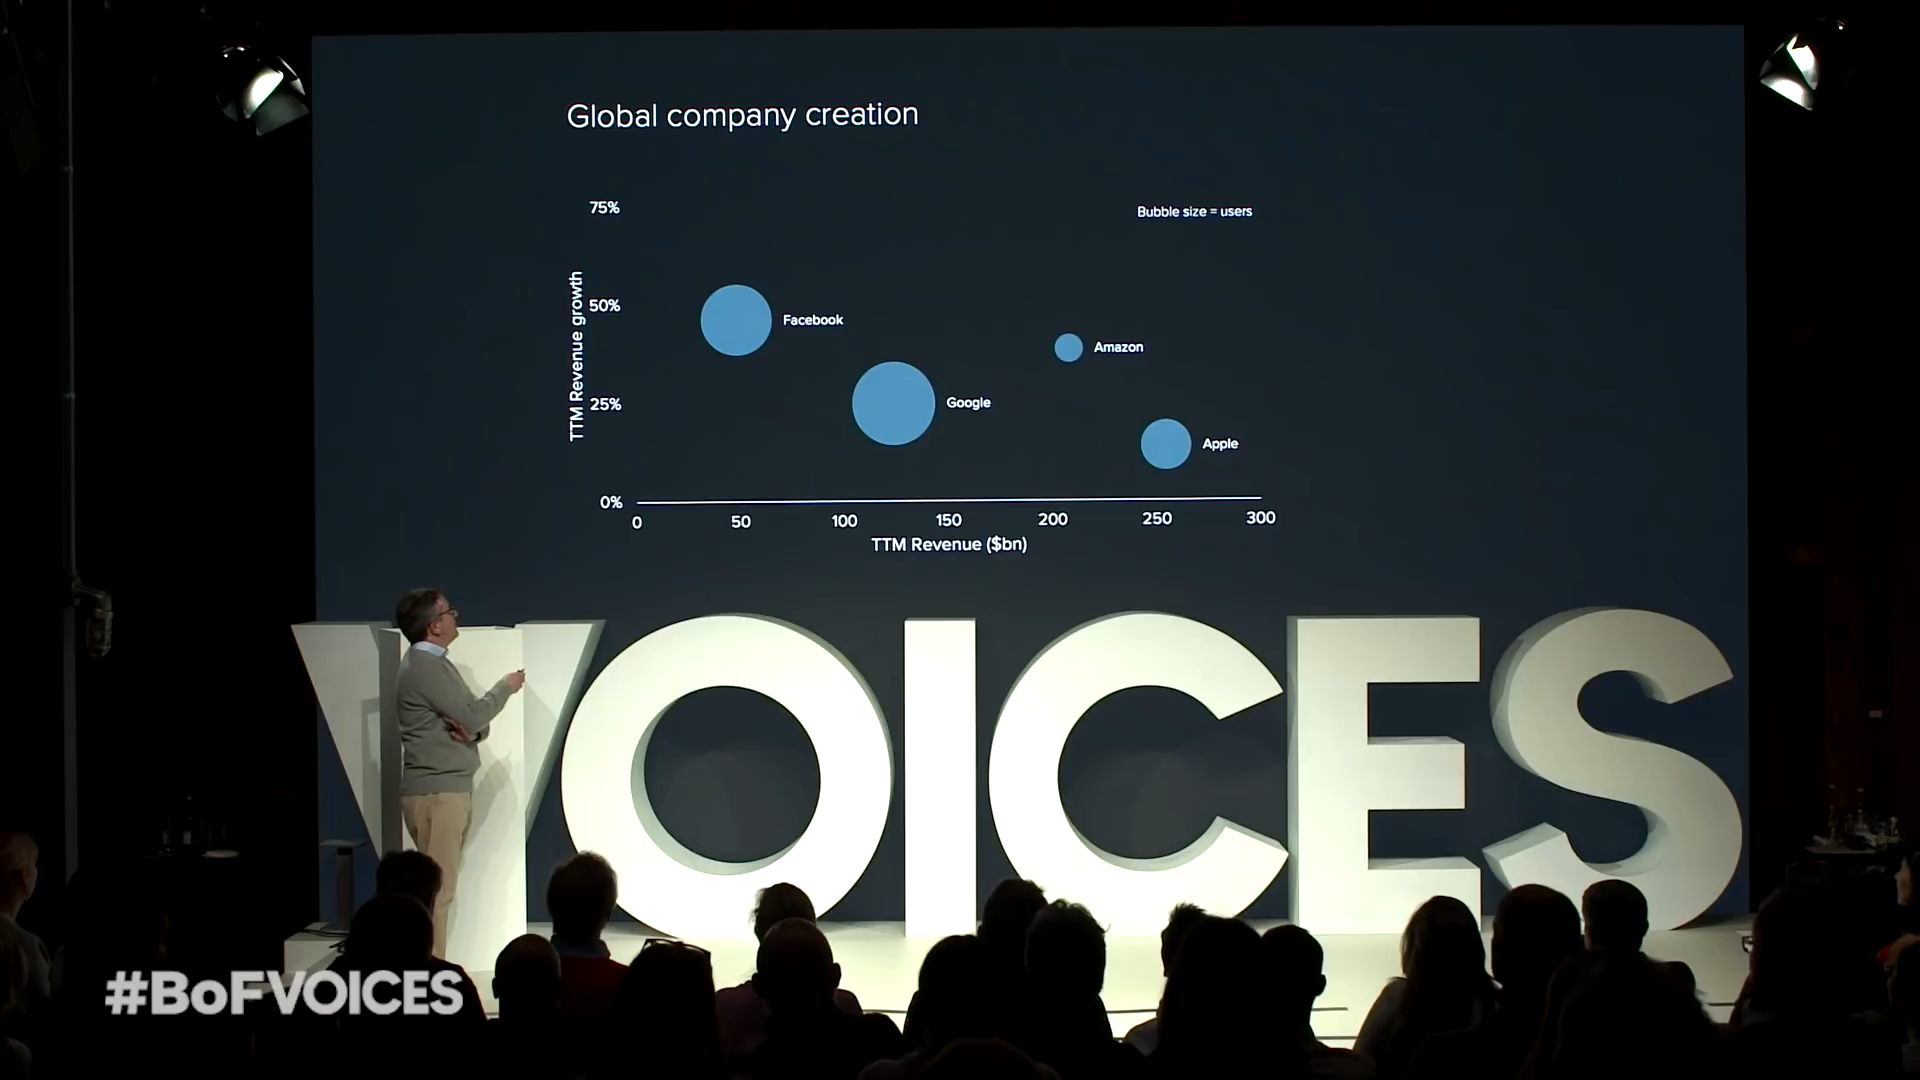 Global company creation
75%
Bubble size = users
50%
Facebook
Amazon
TTM Revenue growth
25%
Google
Apple
0%
0 50 100 150 200 250 300
TTM Revenue ($bn)
VOICES
#BoFVOICES